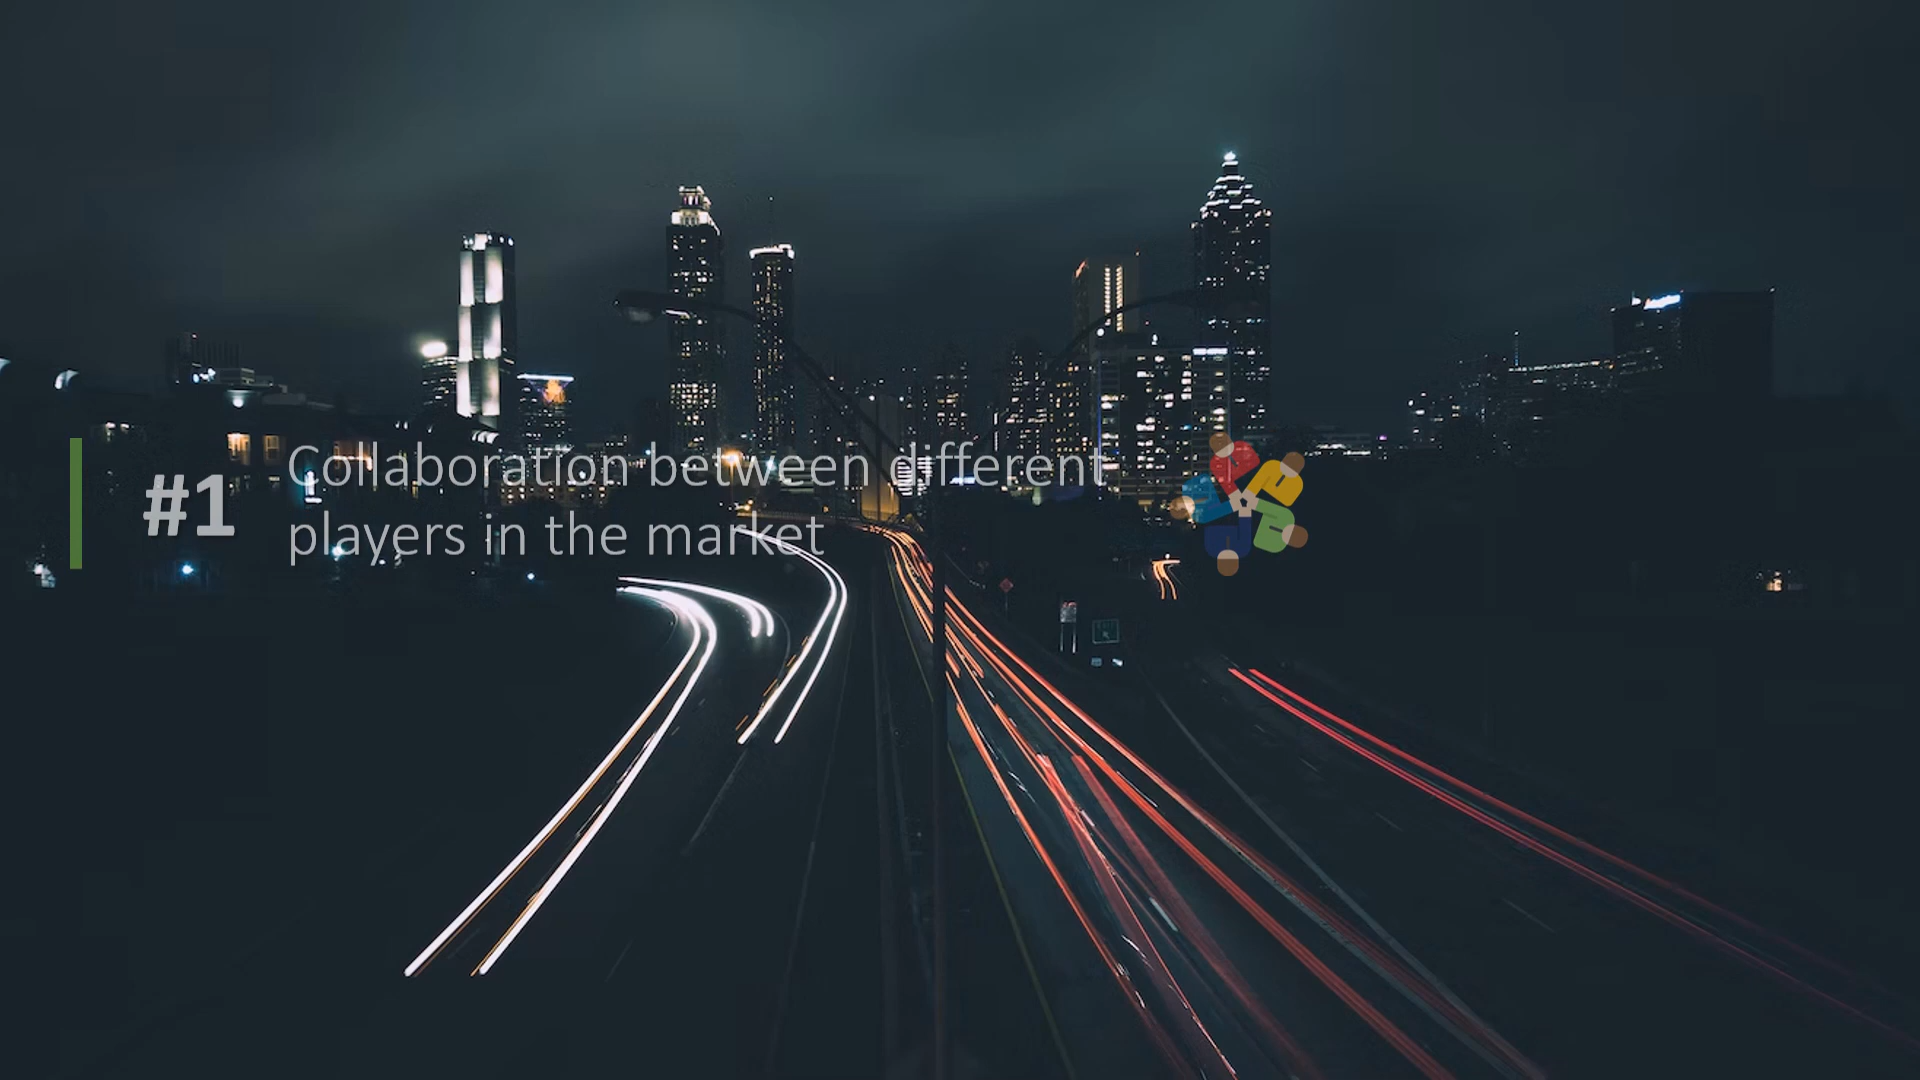 #1
Collaboration between different
players in the market